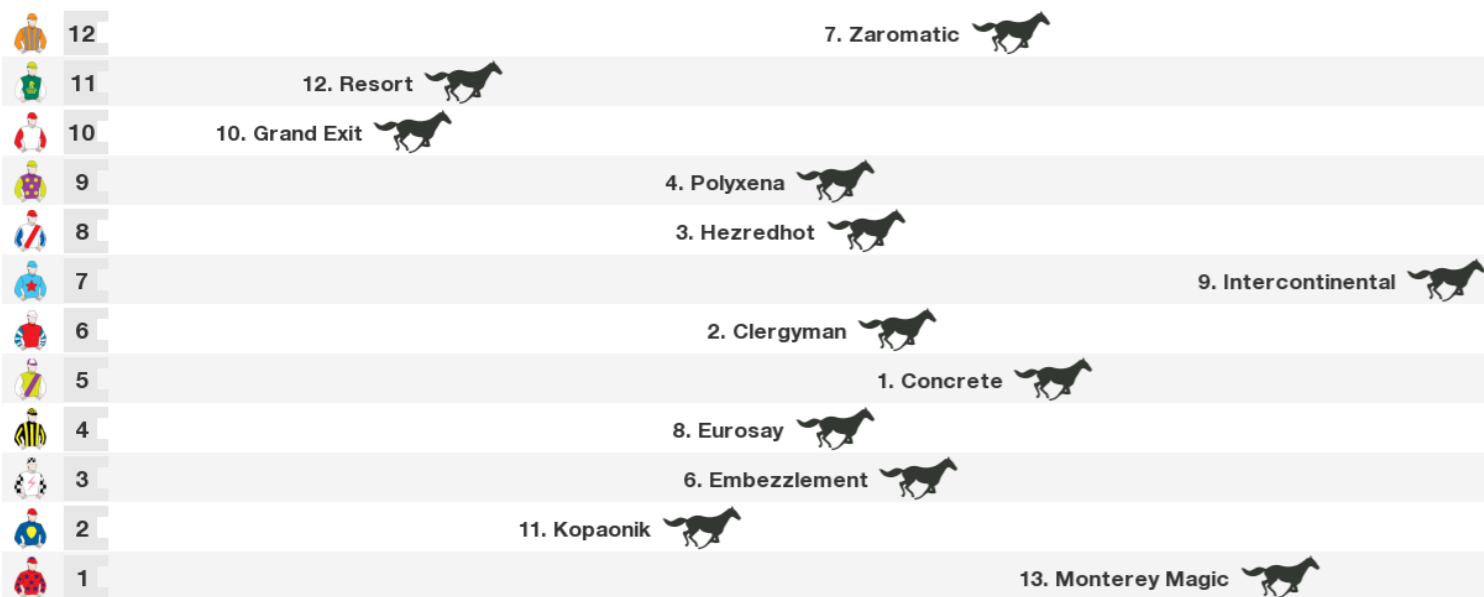 12 7. Zaromatic
11 12. Resort
10 10. Grand Exit
9 4. Polyxena
8 3. Hezredhot
7 9. Intercontinental
6 2. Clergyman
5 1. Concrete
4 8. Eurosay
3 6. Embezzlement
2 11. Kopaonik
1 13. Monterey Magic